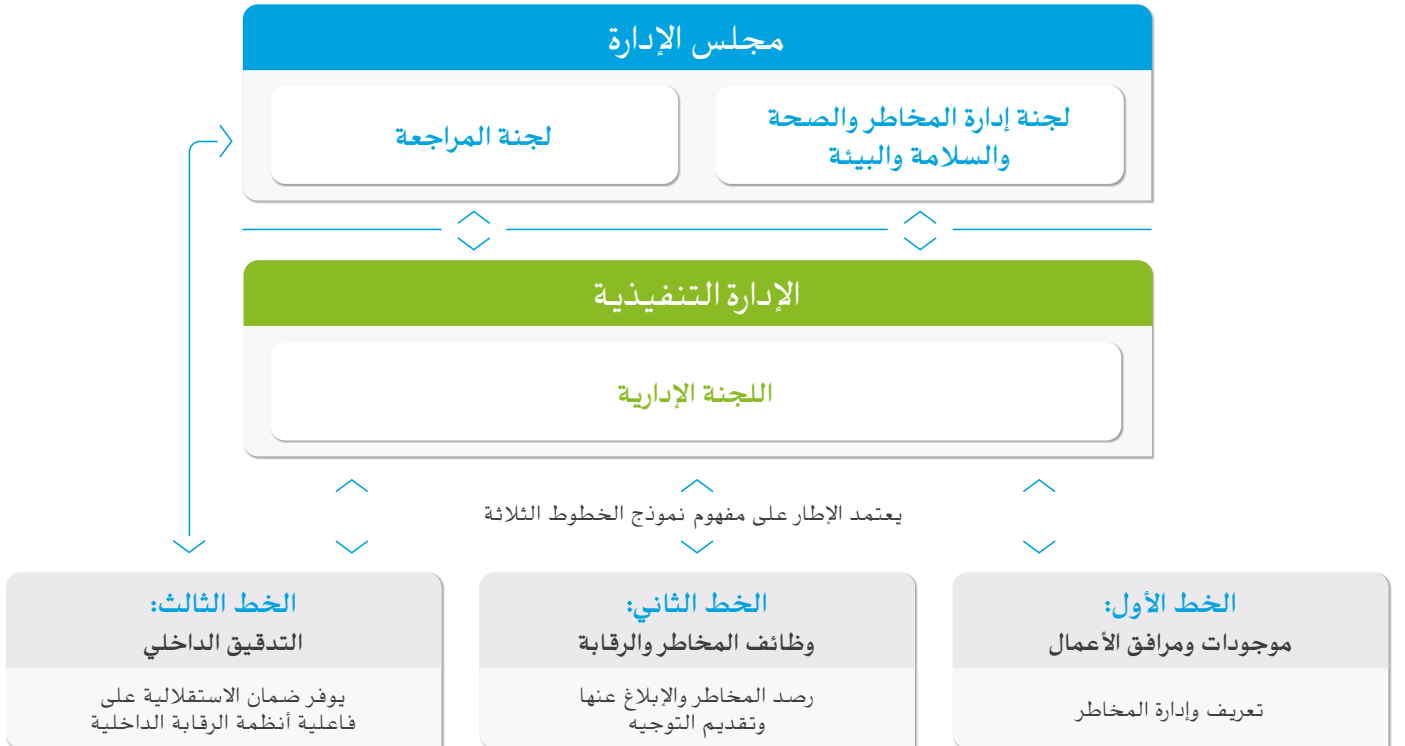 مجلس الإدارة
لجنة إدارة المخاطر والصحة
والسلامة والبيئة
لجنة المراجعة
الإدارة التنفيذية
اللجنة الإدارية
يعتمد الإطار على مفهوم نموذج الخطوط الثلاثة
الخط الأول:
موجودات ومرافق الأعمال
تعريف وإدارة المخاطر
الخط الثاني:
وظائف المخاطر والرقابة
رصد المخاطر والإبلاغ عنها
وتقديم التوجيه
الخط الثالث:
التدقيق الداخلي
يوفر ضمان الاستقلالية على
فاعلية أنظمة الرقابة الداخلية